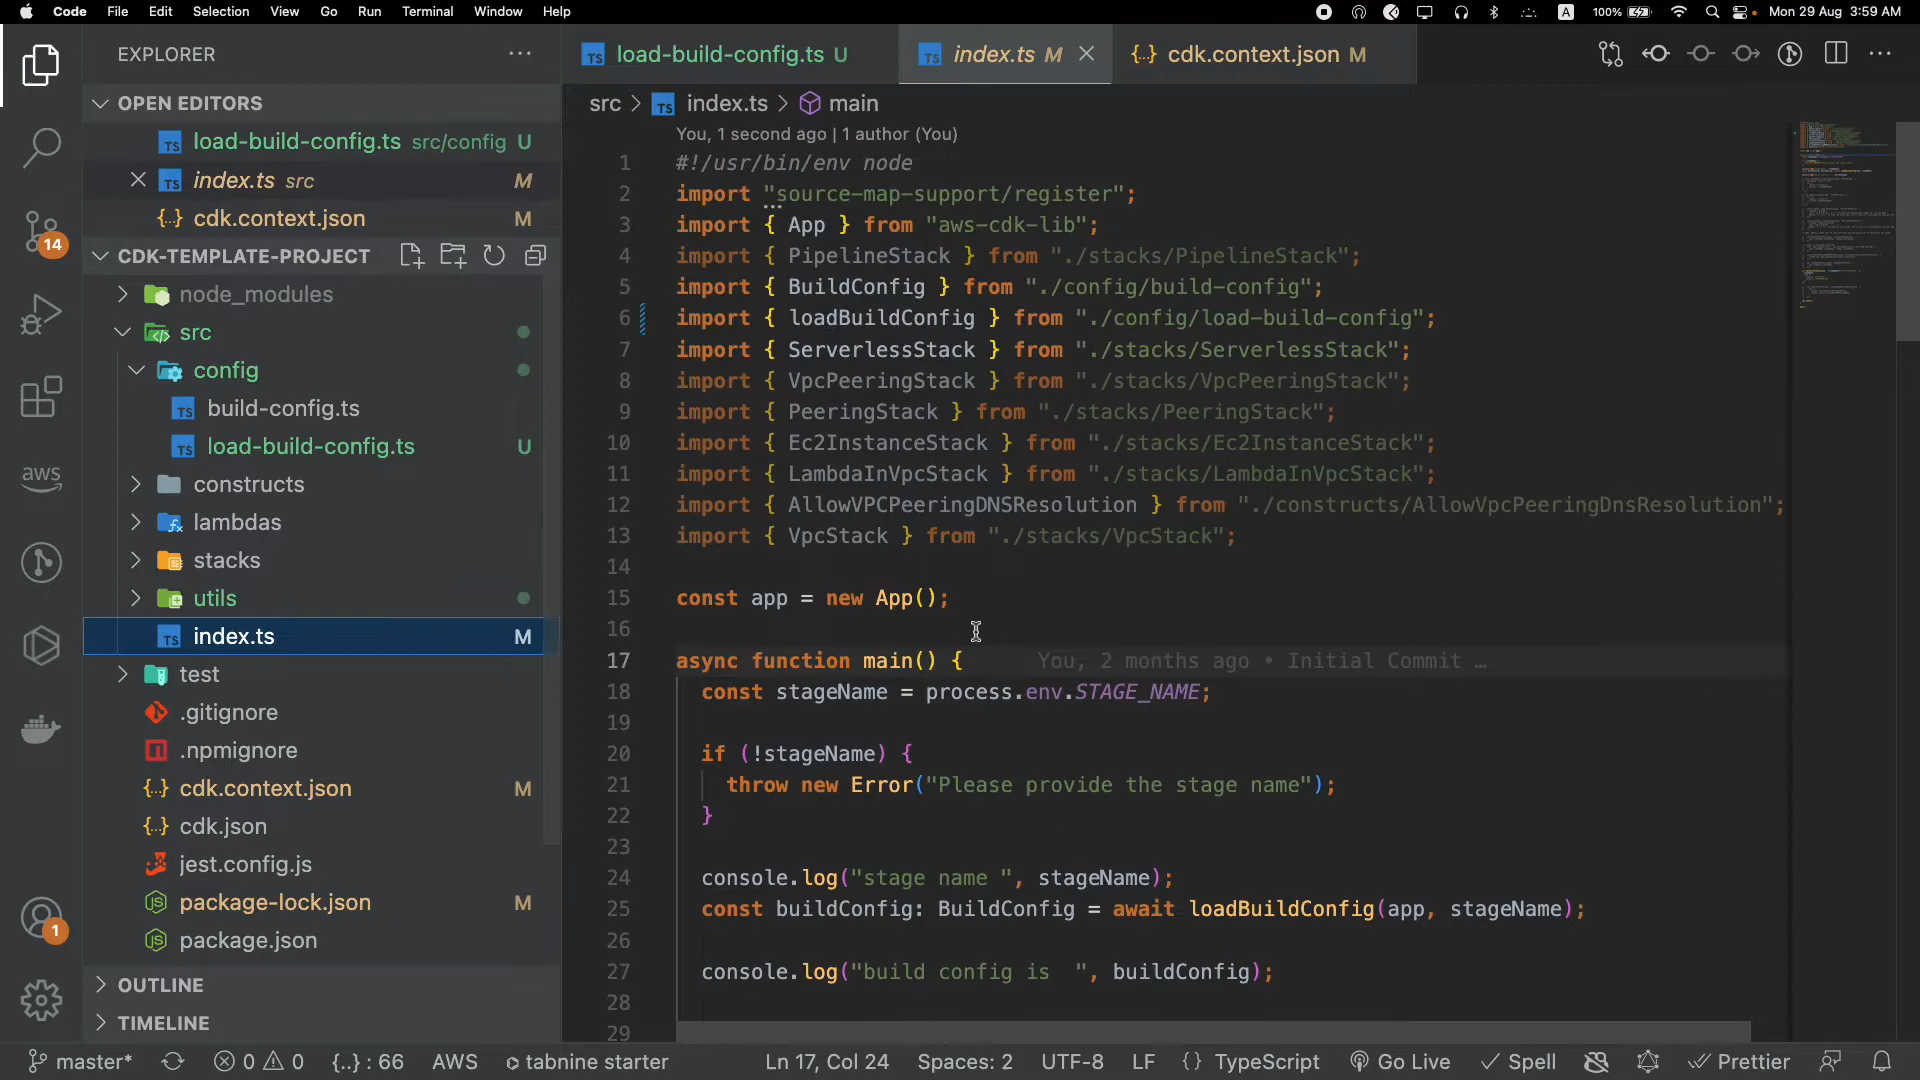 Code File Edit Selection View Go Run Terminal Window Help A 100% Mon 29 Aug 3:59 AM
EXPLORER
OPEN EDITORS
load-build-config.ts src/config U
index.ts src M
cdk.context.json M
CDK-TEMPLATE-PROJECT
node_modules
src
config
build-config.ts
load-build-config.ts U
constructs
lambdas
stacks
utils
index.ts M
test
.gitignore
.npmignore
cdk.context.json M
cdk.json
jest.config.js
package-lock.json M
package.json
OUTLINE
TIMELINE
14
aws
1
load-build-config.ts U index.ts M cdk.context.json M
src > index.ts > main
You, 1 second ago | 1 author (You)
1 #!/usr/bin/env node
2 import "source-map-support/register";
3 import { App } from "aws-cdk-lib";
4 import { PipelineStack } from "./stacks/PipelineStack";
5 import { BuildConfig } from "./config/build-config";
6 import { loadBuildConfig } from "./config/load-build-config";
7 import { ServerlessStack } from "./stacks/ServerlessStack";
8 import { VpcPeeringStack } from "./stacks/VpcPeeringStack";
9 import { PeeringStack } from "./stacks/PeeringStack";
10 import { Ec2InstanceStack } from "./stacks/Ec2InstanceStack";
11 import { LambdaInVpcStack } from "./stacks/LambdaInVpcStack";
12 import { AllowVPCPeeringDNSResolution } from "./constructs/AllowVpcPeeringDnsResolution";
13 import { VpcStack } from "./stacks/VpcStack";
14
15 const app = new App();
16
17 async function main() { You, 2 months ago • Initial Commit …
18 const stageName = process.env.STAGE_NAME;
19
20 if (!stageName) {
21 throw new Error("Please provide the stage name");
22 }
23
24 console.log("stage name ", stageName);
25 const buildConfig: BuildConfig = await loadBuildConfig(app, stageName);
26
27 console.log("build config is  ", buildConfig);
28
29
master* 0 0 {..} : 66 AWS tabnine starter Ln 17, Col 24 Spaces: 2 UTF-8 LF {} TypeScript Go Live Spell Prettier